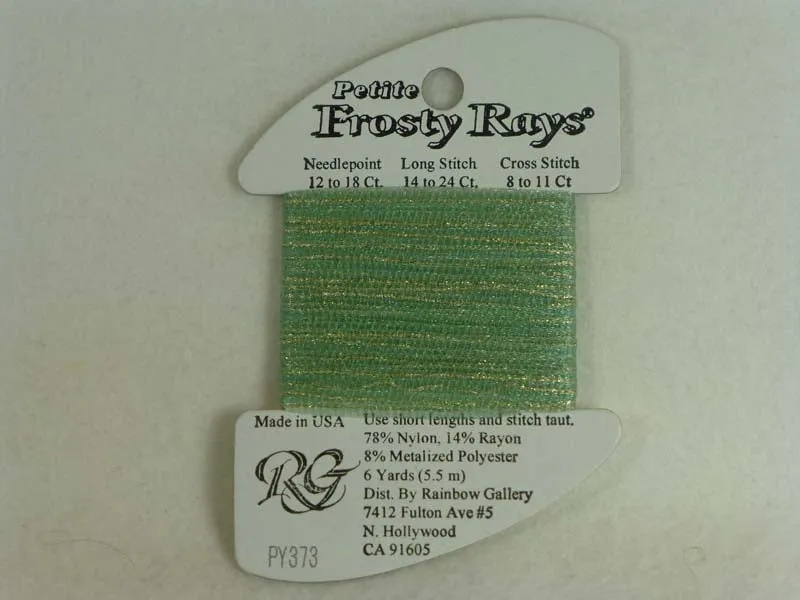 Petite
Frosty Rays®
Needlepoint Long Stitch Cross Stitch
12 to 18 Ct. 14 to 24 Ct. 8 to 11 Ct
Made in USA Use short lengths and stitch taut.
78% Nylon, 14% Rayon
8% Metalized Polyester
6 Yards (5.5 m)
Dist. By Rainbow Gallery
7412 Fulton Ave #5
N. Hollywood
CA 91605
RG
PY373